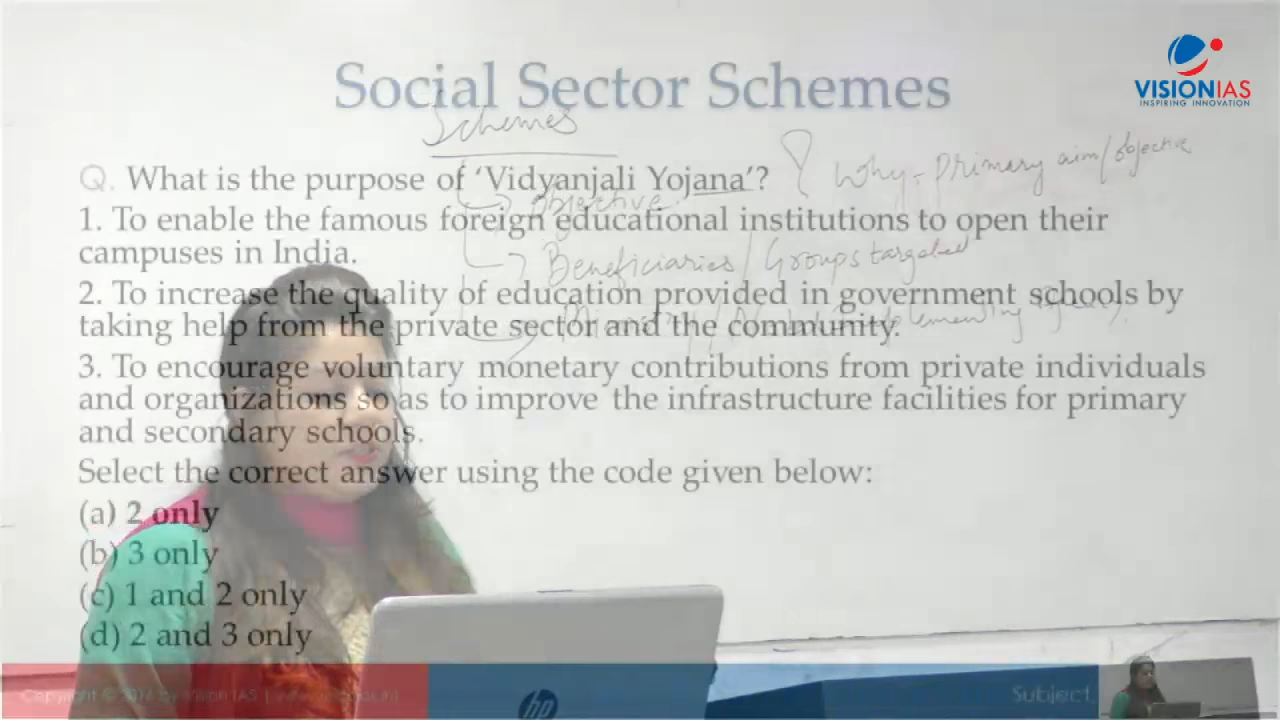 VISIONIAS
INSPIRING INNOVATION
Social Sector Schemes
Schemes
Q. What is the purpose of 'Vidyanjali Yojana'?
Why - Primary aim/objective
objective
1. To enable the famous foreign educational institutions to open their
campuses in India.
Beneficiaries / Groups targeted
2. To increase the quality of education provided in government schools by
taking help from the private sector and the community.
3. To encourage voluntary monetary contributions from private individuals
and organizations so as to improve the infrastructure facilities for primary
and secondary schools.
Select the correct answer using the code given below:
(a) 2 only
(b) 3 only
(c) 1 and 2 only
(d) 2 and 3 only
hp
Subject